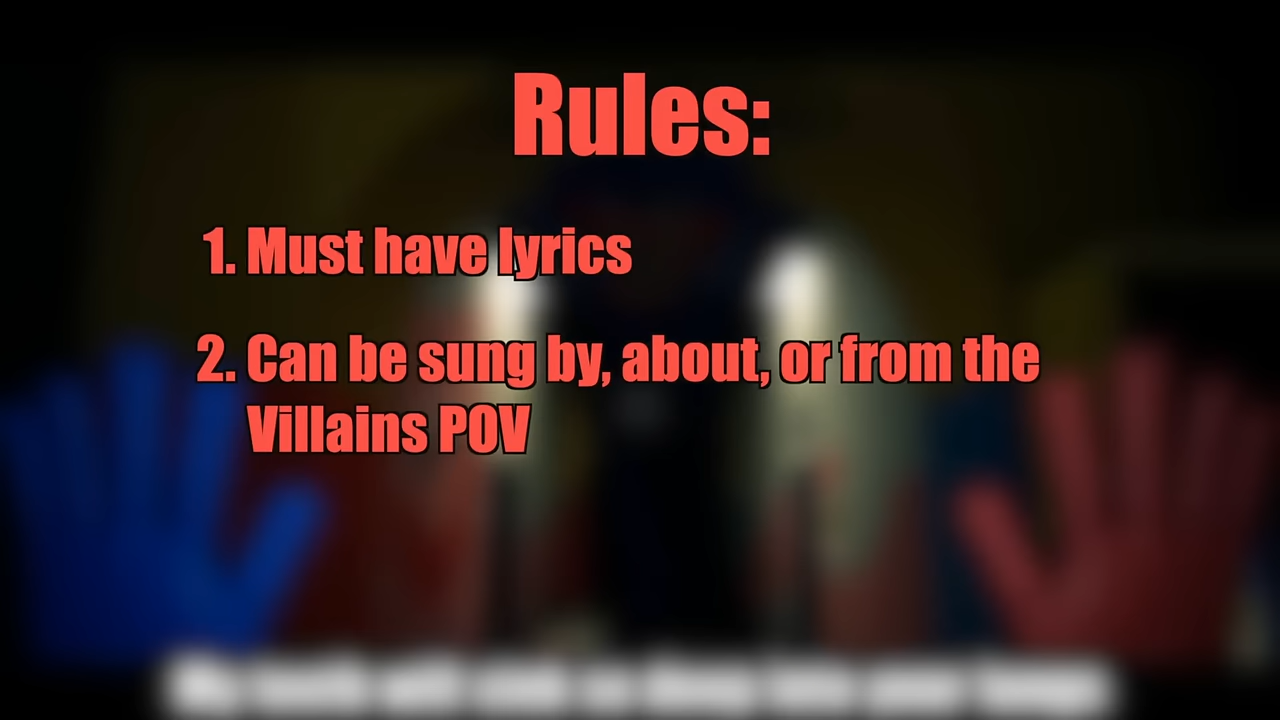 Rules:
1. Must have lyrics
2. Can be sung by, about, or from the
Villains POV